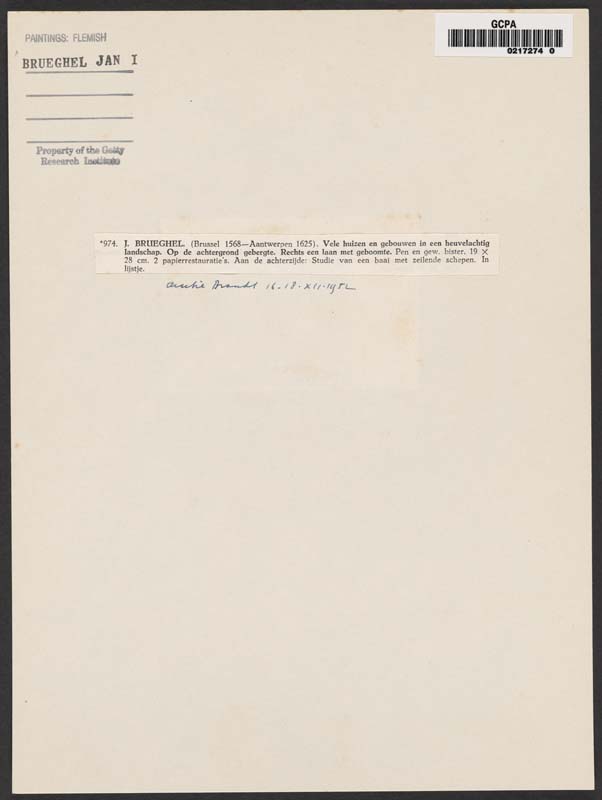 PAINTINGS: FLEMISH
BRUEGHEL JAN I
Property of the Getty
Research Institute
GCPA
0217274 0
*974. J. BRUEGHEL. (Brussel 1568—Aantwerpen 1625). Vele huizen en gebouwen in een heuvelachtig
landschap. Op de achtergrond gebergte. Rechts een laan met geboomte. Pen en gew. bister. 19 ×
28 cm. 2 papierrestauratie's. Aan de achterzijde: Studie van een baai met zeilende schepen. In
lijstje.
Brandt 16-18-XII-1952